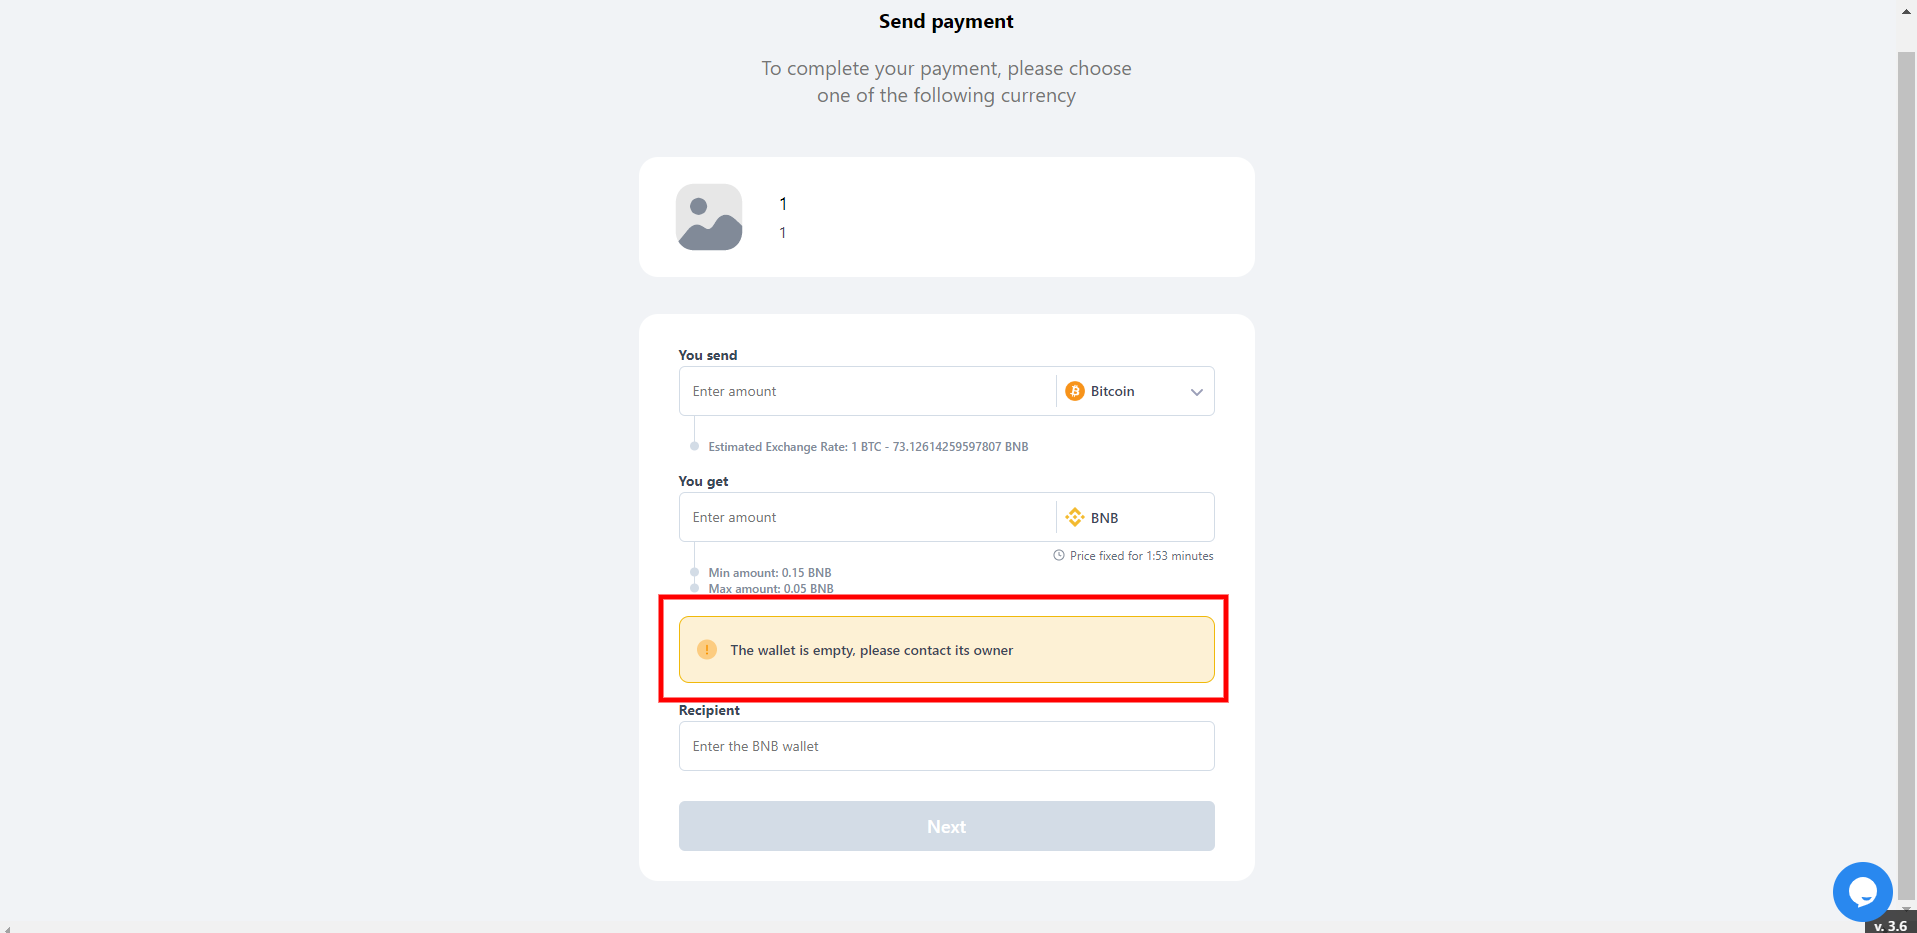 Send payment
To complete your payment, please choose
one of the following currency
1
1
You send
Enter amount
Bitcoin
Estimated Exchange Rate: 1 BTC - 73.12614259597807 BNB
You get
Enter amount
BNB
Price fixed for 1:53 minutes
Min amount: 0.15 BNB
Max amount: 0.05 BNB
The wallet is empty, please contact its owner
Recipient
Enter the BNB wallet
Next
v. 3.6